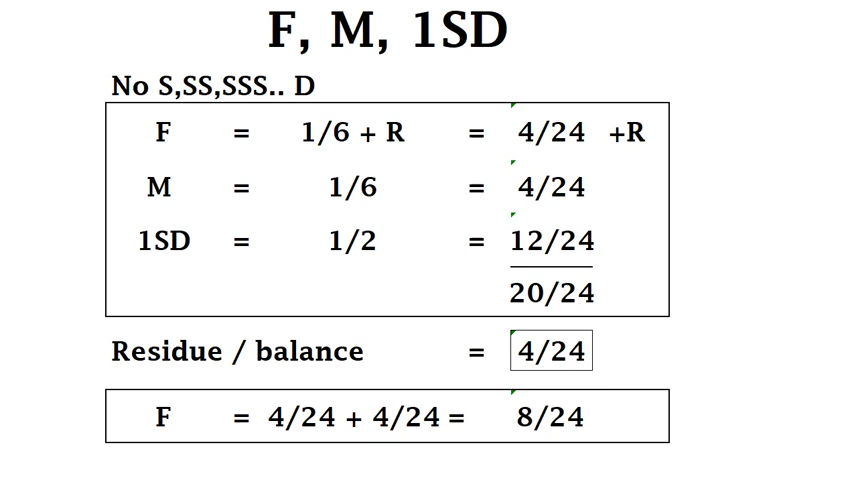 F, M, 1SD
No S,SS,SSS.. D
F = 1/6 + R = 4/24 +R
M = 1/6 = 4/24
1SD = 1/2 = 12/24
20/24
Residue / balance = 4/24
F = 4/24 + 4/24 = 8/24